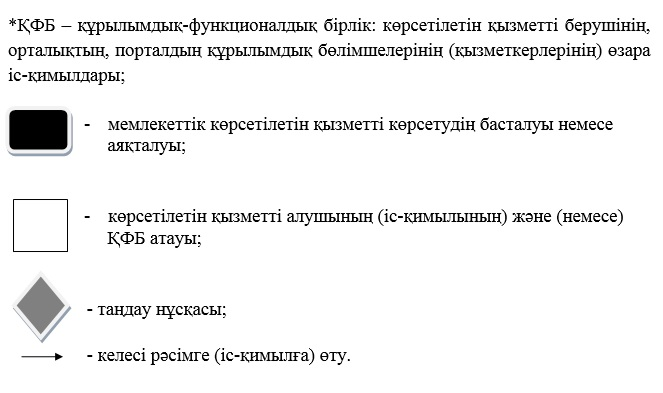 *ҚФБ – құрылымдық-функционалдық бірлік: көрсетілетін қызметті берушінің,
орталықтың, порталдың құрылымдық бөлімшелерінің (қызметкерлерінің) өзара
іс-қимылдары;
- мемлекеттік көрсетілетін қызметті көрсетудің басталуы немесе
аяқталуы;
- көрсетілетін қызметті алушының (іс-қимылының) және (немесе)
ҚФБ атауы;
- таңдау нұсқасы;
- келесі рәсімге (іс-қимылға) өту.